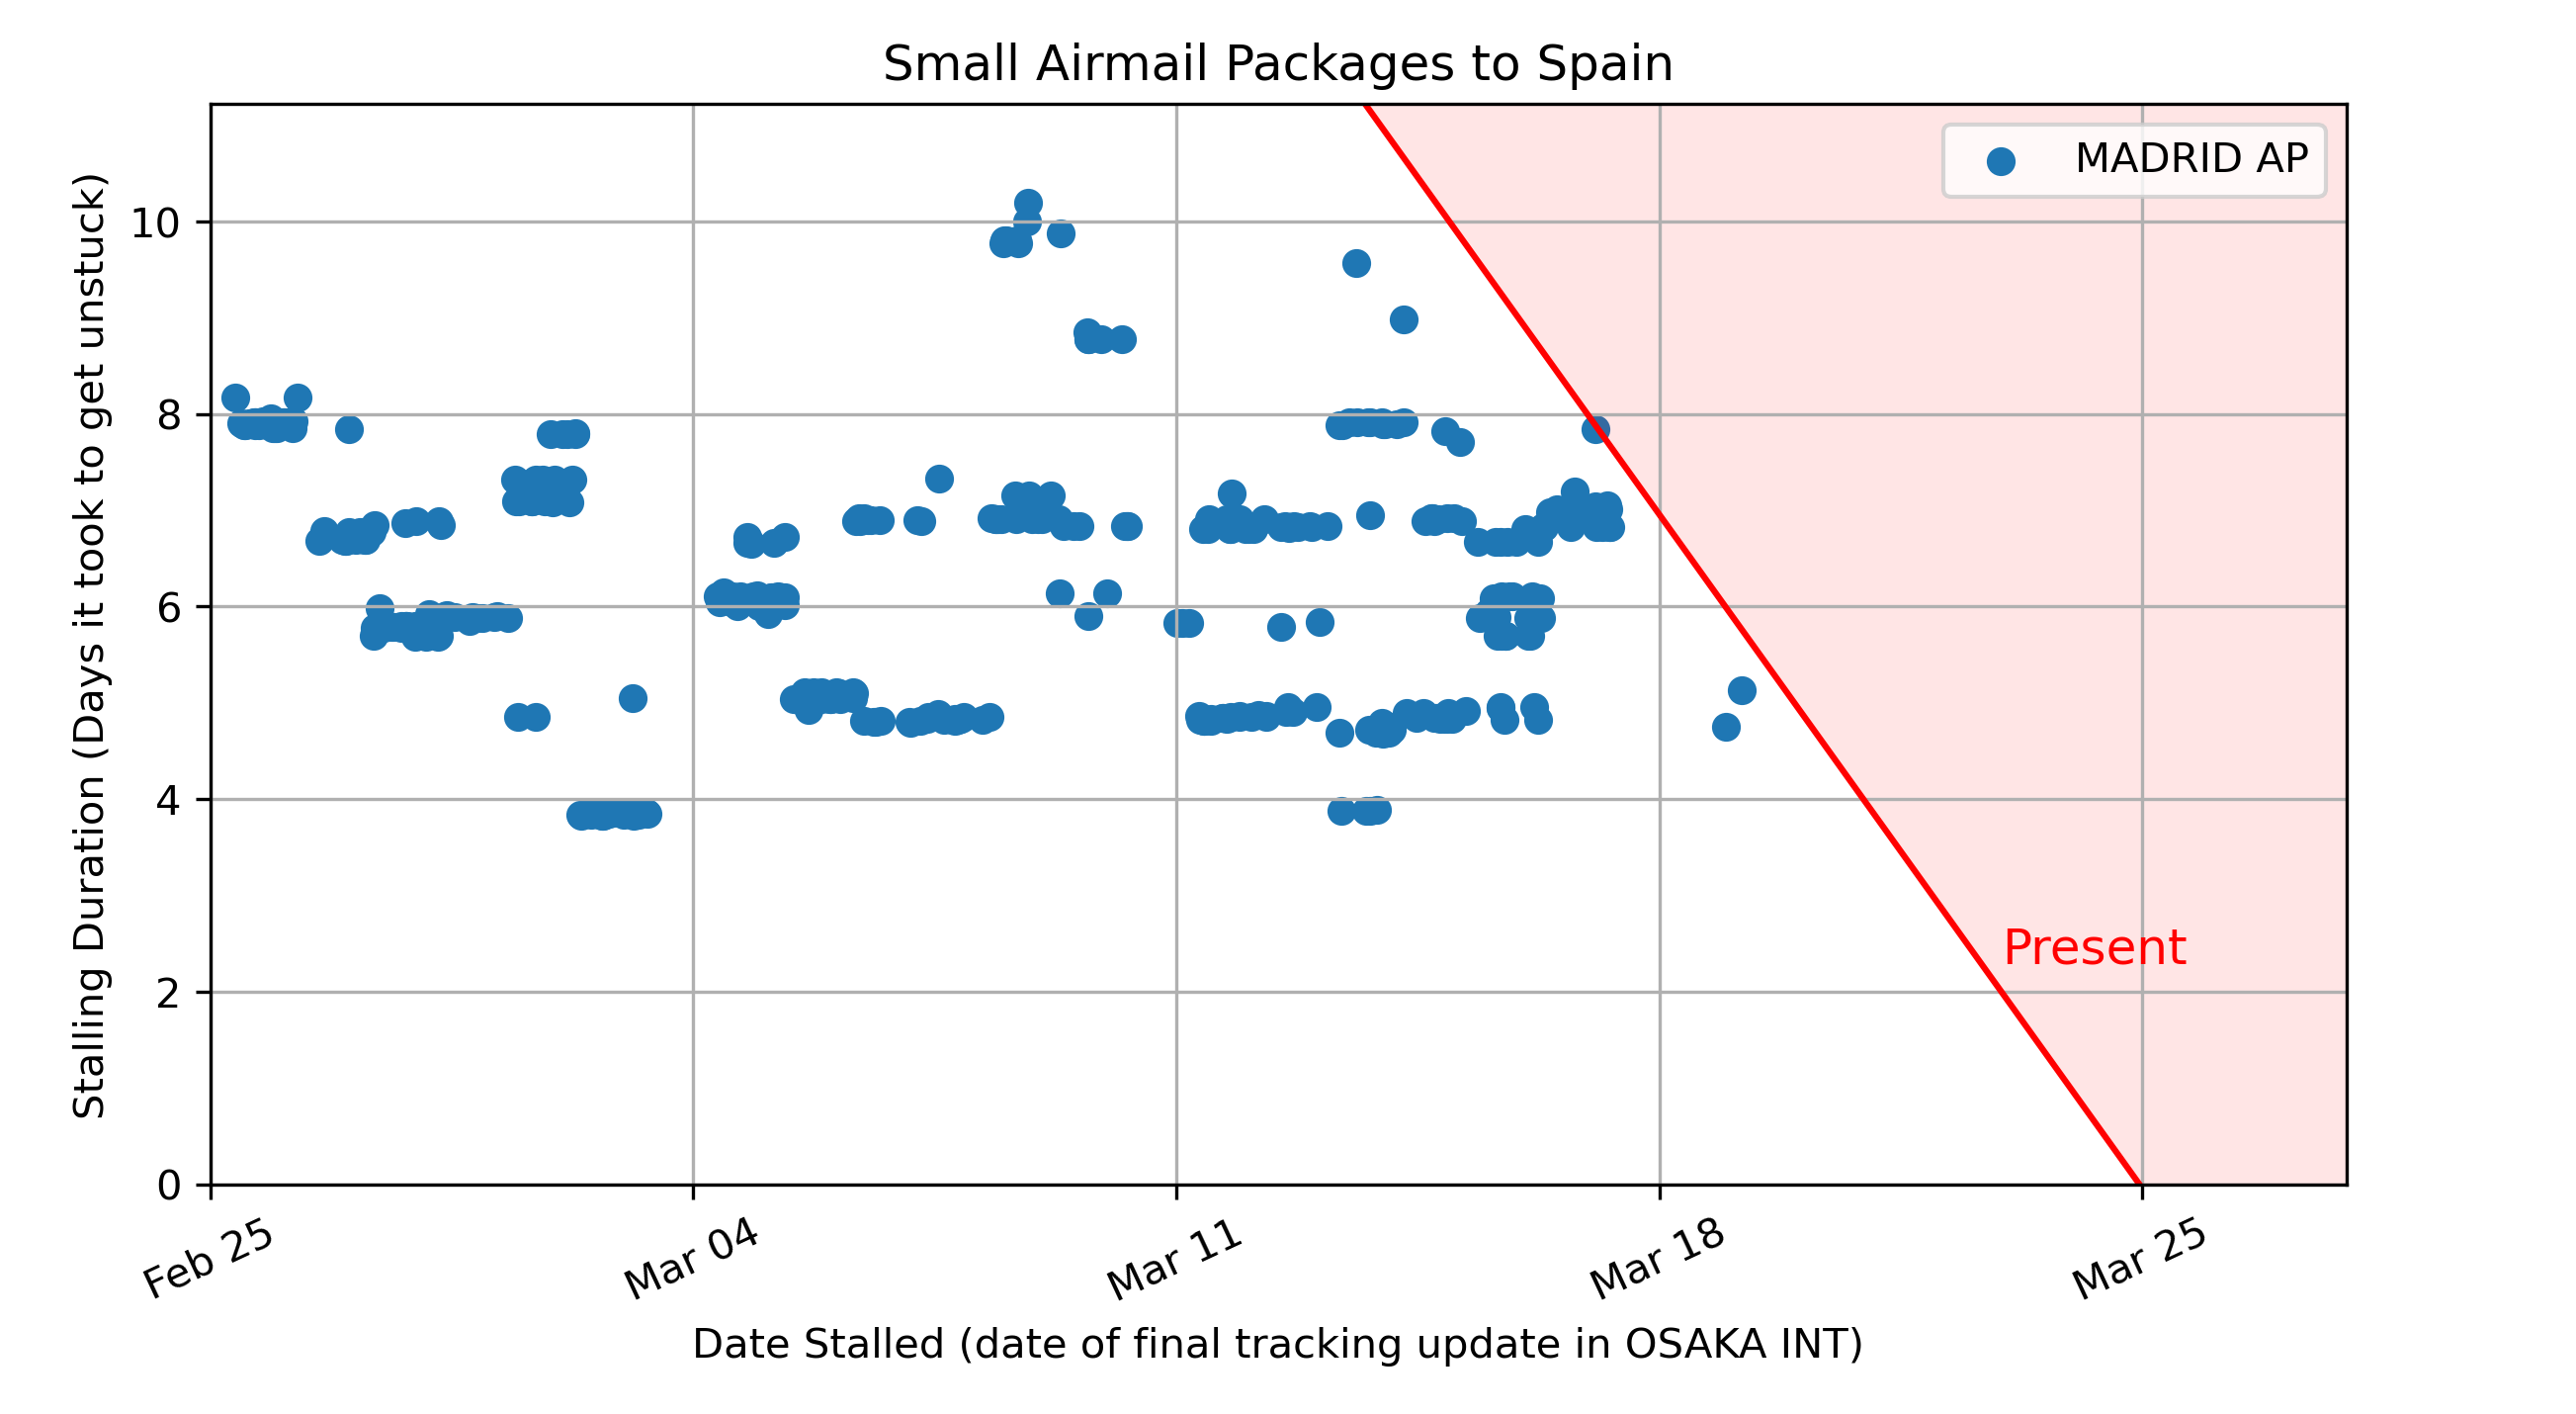 Small Airmail Packages to Spain
MADRID AP
Stalling Duration (Days it took to get unstuck)
10
8
6
4
2
0
Present
Feb 25
Mar 04
Mar 11
Mar 18
Mar 25
Date Stalled (date of final tracking update in OSAKA INT)